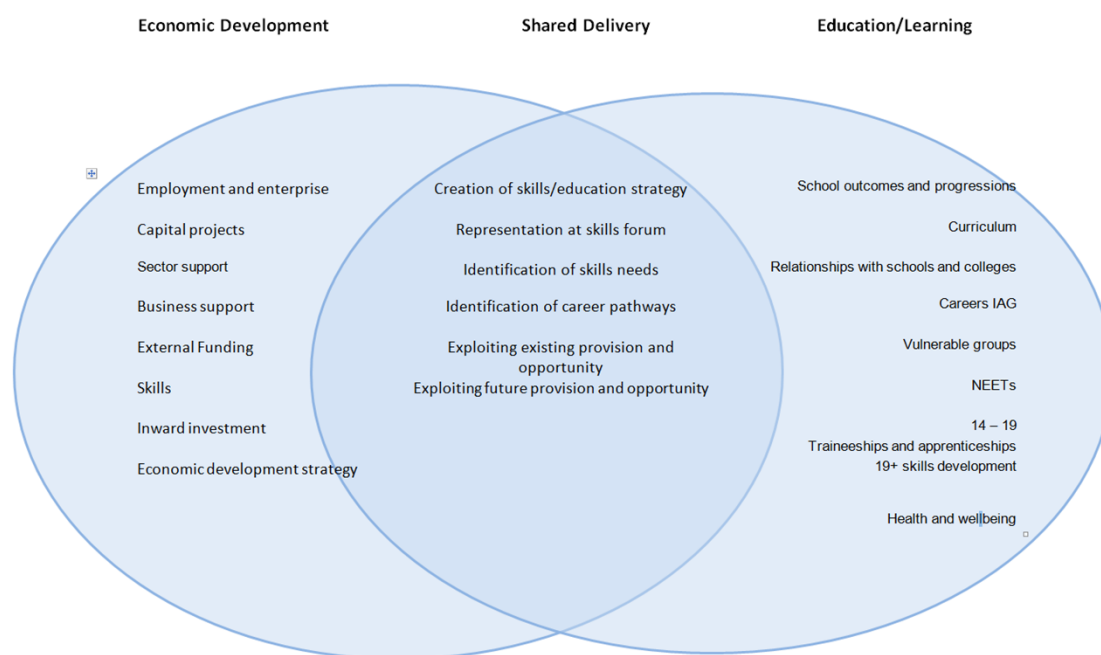 Economic Development
Shared Delivery
Education/Learning
Employment and enterprise
Capital projects
Sector support
Business support
External Funding
Skills
Inward investment
Economic development strategy
Creation of skills/education strategy
Representation at skills forum
Identification of skills needs
Identification of career pathways
Exploiting existing provision and
opportunity
Exploiting future provision and opportunity
School outcomes and progressions
Curriculum
Relationships with schools and colleges
Careers IAG
Vulnerable groups
NEETs
14 – 19
Traineeships and apprenticeships
19+ skills development
Health and wellbeing